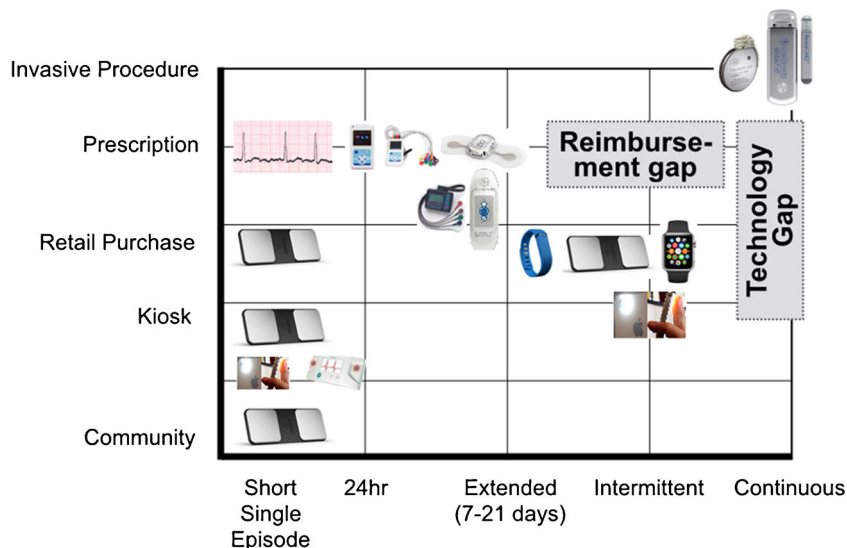 Invasive Procedure
Prescription
Reimburse-
ment gap
Technology
Gap
Retail Purchase
Kiosk
Community
Short
Single
Episode
24hr
Extended
(7-21 days)
Intermittent
Continuous